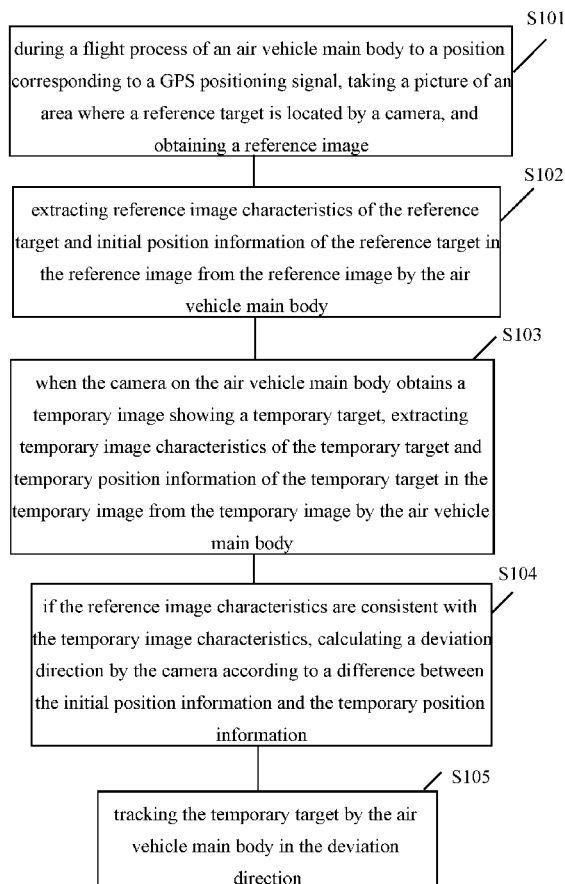 S101
during a flight process of an air vehicle main body to a position
corresponding to a GPS positioning signal, taking a picture of an
area where a reference target is located by a camera, and
obtaining a reference image
S102
extracting reference image characteristics of the reference
target and initial position information of the reference target in
the reference image from the reference image by the air
vehicle main body
S103
when the camera on the air vehicle main body obtains a
temporary image showing a temporary target, extracting
temporary image characteristics of the temporary target and
temporary position information of the temporary target in the
temporary image from the temporary image by the air vehicle
main body
S104
if the reference image characteristics are consistent with
the temporary image characteristics, calculating a deviation
direction by the camera according to a difference between
the initial position information and the temporary position
information
S105
tracking the temporary target by the air
vehicle main body in the deviation
direction